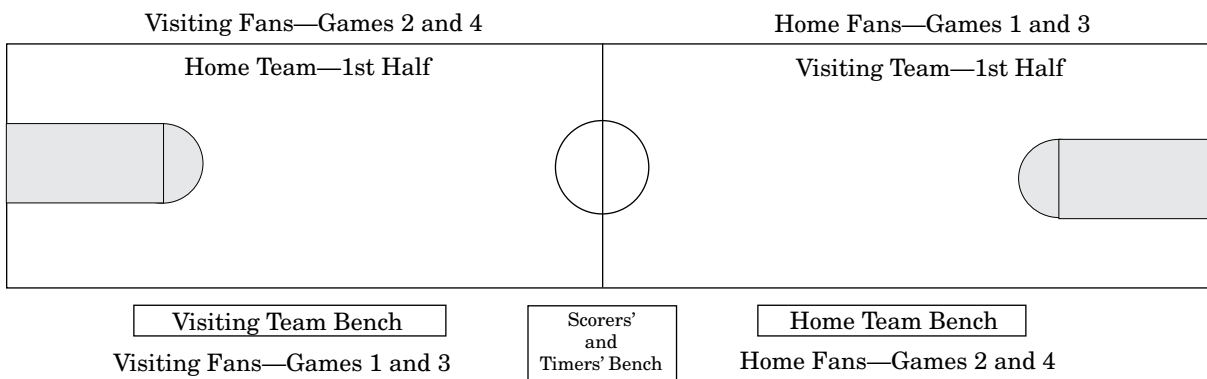 Visiting Fans—Games 2 and 4
Home Fans—Games 1 and 3
Home Team—1st Half
Visiting Team—1st Half
Visiting Team Bench
Scorers’
and
Timers’ Bench
Home Team Bench
Visiting Fans—Games 1 and 3
Home Fans—Games 2 and 4